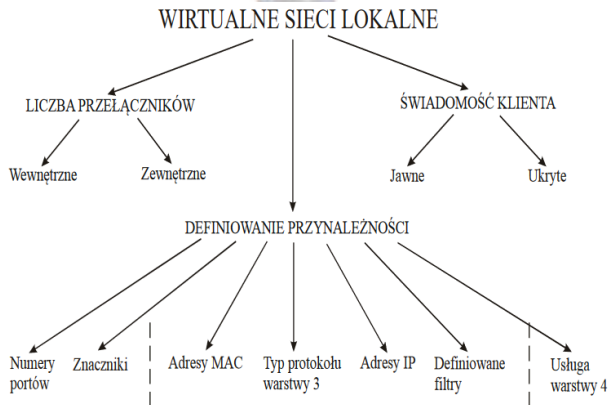 WIRTUALNE SIECI LOKALNE
LICZBA PRZEŁĄCZNIKÓW
ŚWIADOMOŚĆ KLIENTA
Wewnętrzne
Zewnętrzne
Jawne
Ukryte
DEFINIOWANIE PRZYNALEŻNOŚCI
Numery
portów
Znaczniki
Adresy MAC
Typ protokołu
warstwy 3
Adresy IP
Definiowane
filtry
Usługa
warstwy 4